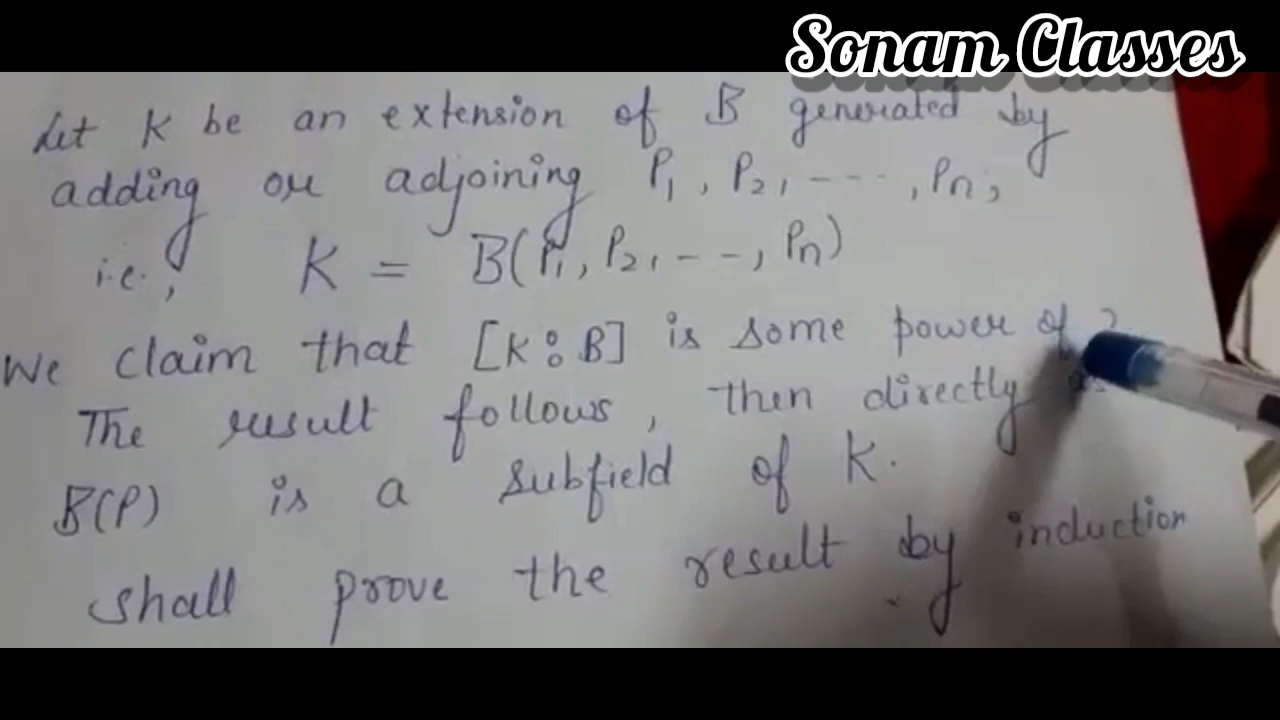 Sonam Classes
Let K be an extension of B generated by
adding or adjoining P1, P2, ----, Pn,
i.e., K = B(P1, P2, ---, Pn)
We claim that [K:B] is some power of
The result follows, then directly as
B(P) is a subfield of K.
shall prove the result by induction